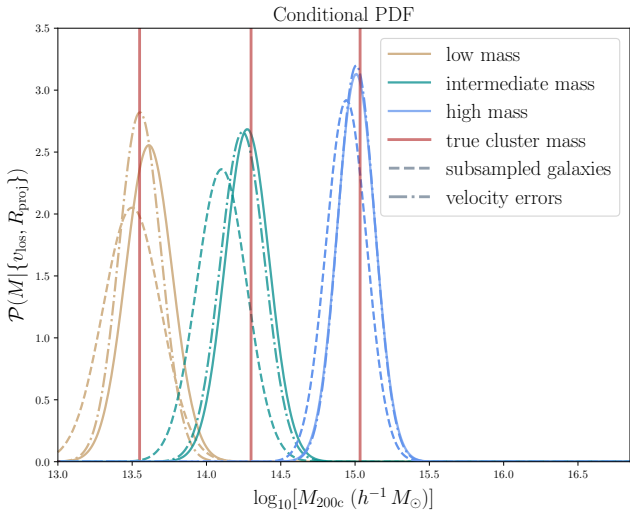 Conditional PDF
3.5
3.0
2.5
2.0
1.5
1.0
0.5
0.0
𝒫(M|{v_los, R_proj})
low mass
intermediate mass
high mass
true cluster mass
subsampled galaxies
velocity errors
13.0 13.5 14.0 14.5 15.0 15.5 16.0 16.5
log₁₀[M₂₀₀c (h⁻¹ M⊙)]